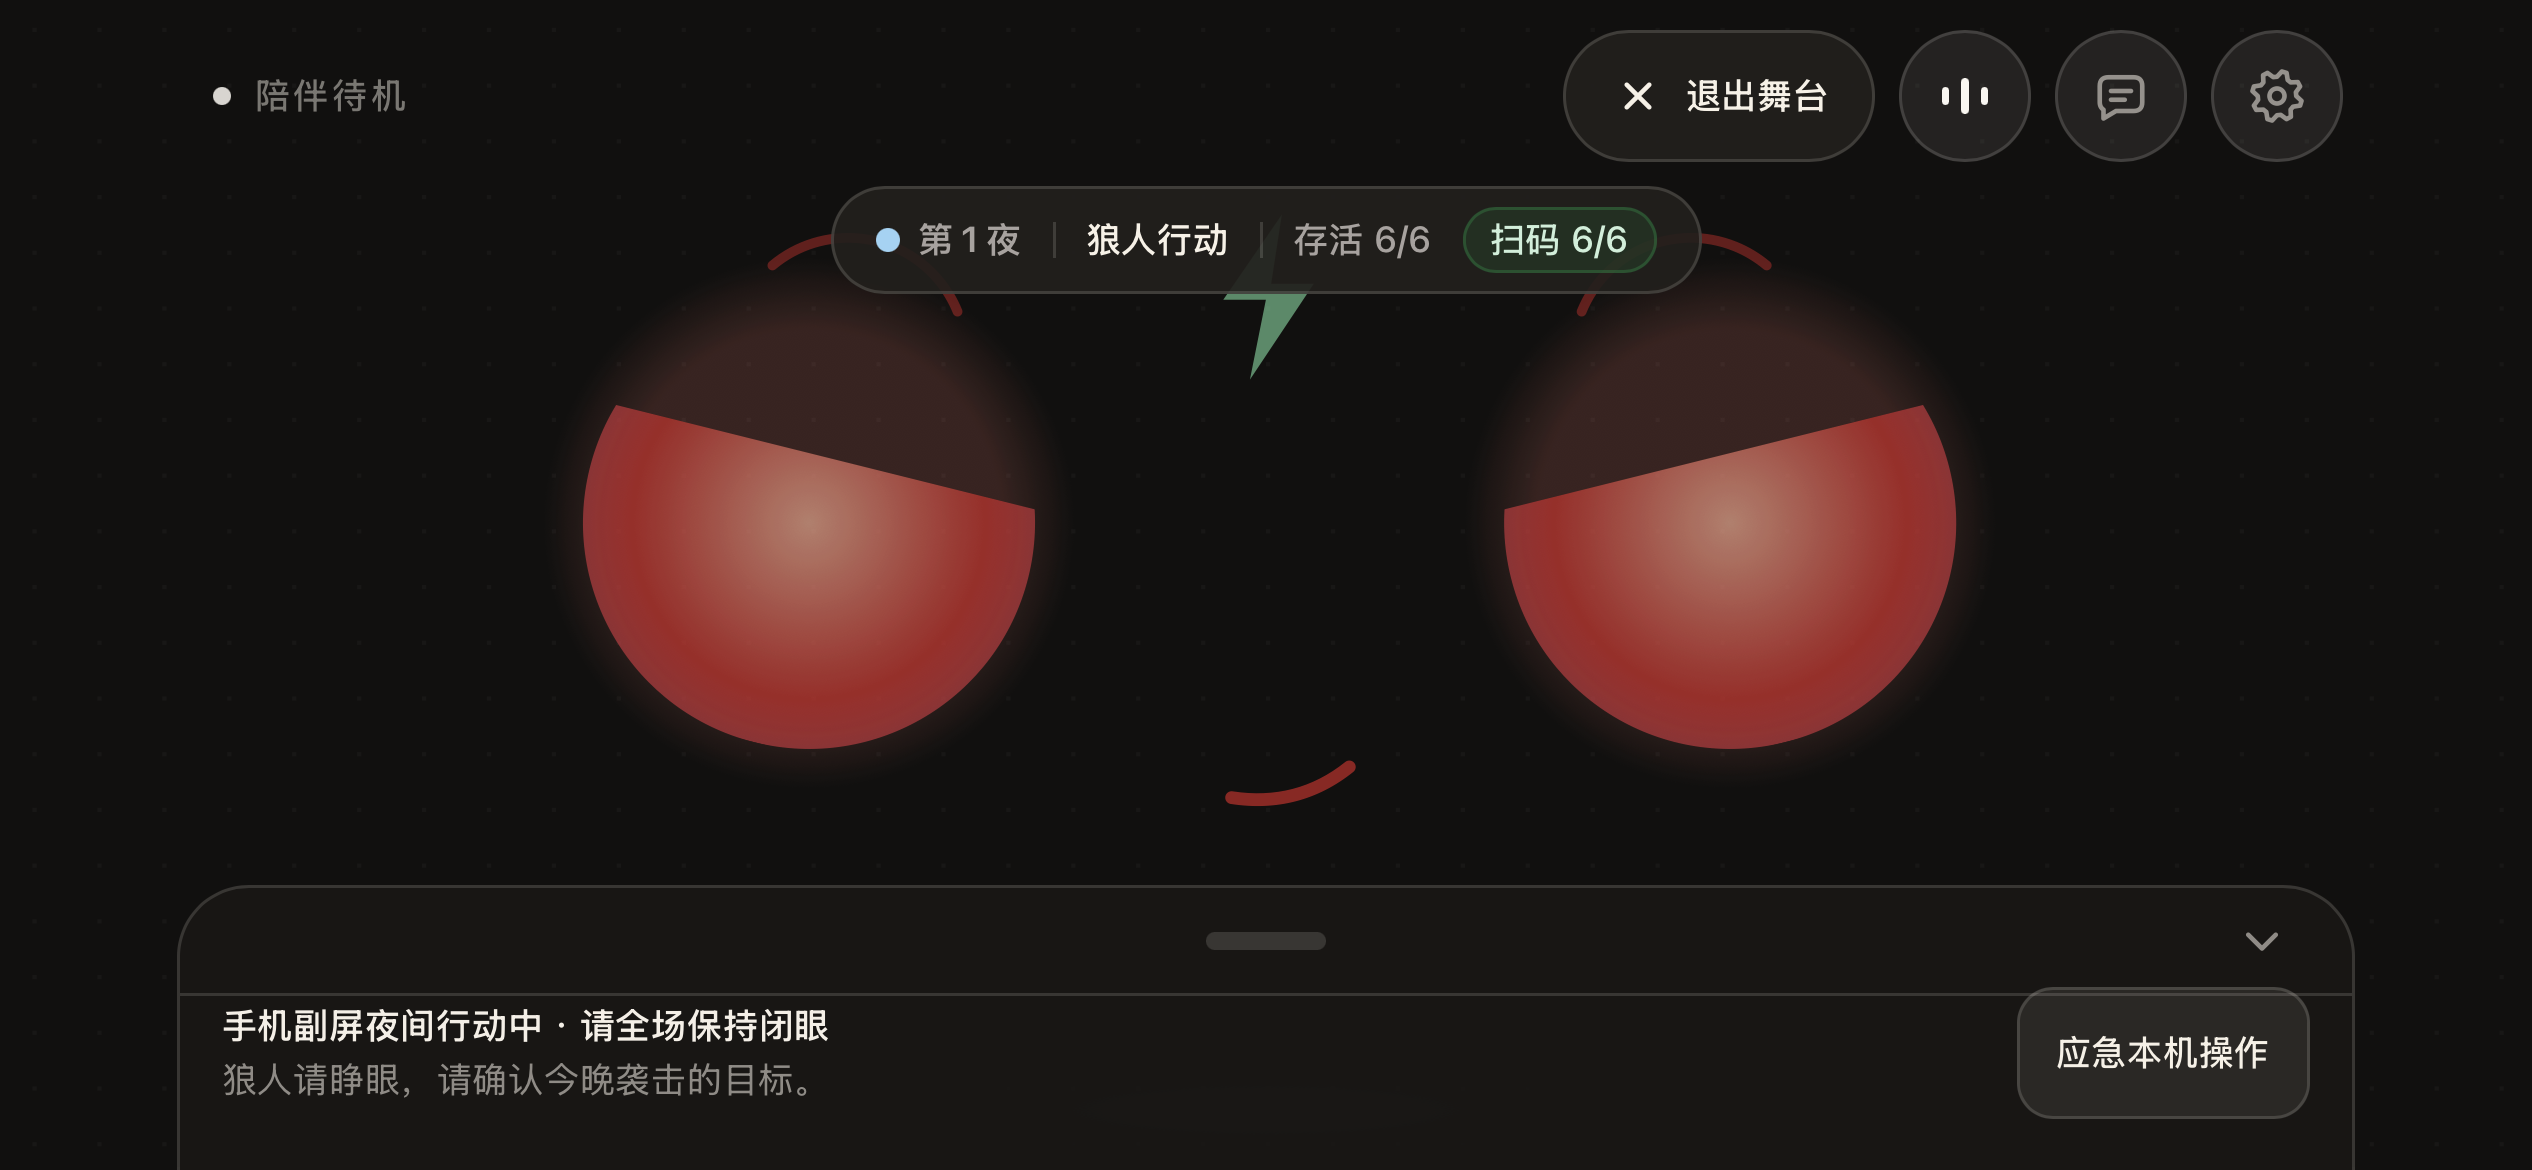 陪伴待机
退出舞台
第 1 夜 狼人行动 存活 6/6 扫码 6/6
手机副屏夜间行动中 · 请全场保持闭眼
狼人请睁眼，请确认今晚袭击的目标。
应急本机操作